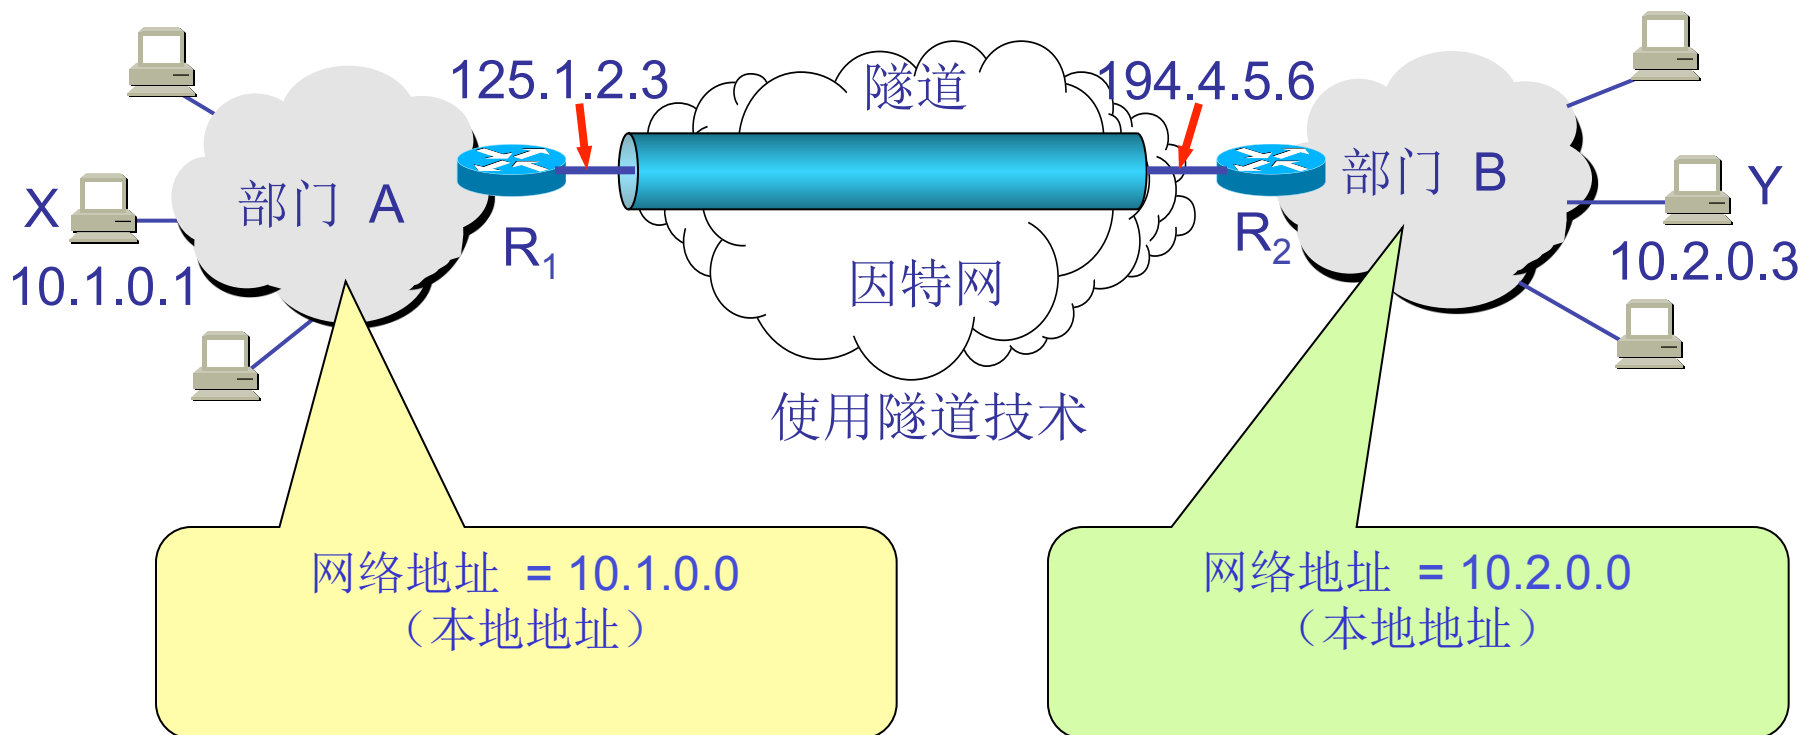 125.1.2.3
隧道
194.4.5.6
X
部门 A
部门 B
Y
10.1.0.1
R1
因特网
R2
10.2.0.3
使用隧道技术
网络地址 = 10.1.0.0
（本地地址）
网络地址 = 10.2.0.0
（本地地址）